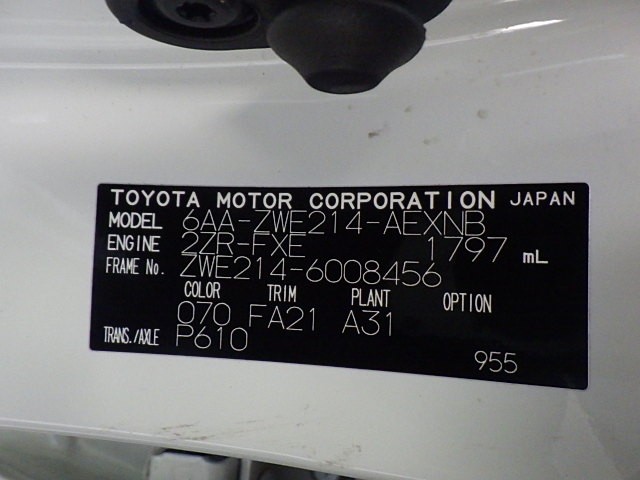 TOYOTA MOTOR CORPORATION JAPAN
MODEL 6AA-ZWE214-AEXNB
ENGINE 2ZR-FXE 1797 mL
FRAME No. ZWE214-6008456
COLOR TRIM PLANT OPTION
070 FA21 A31
TRANS./AXLE P610
955